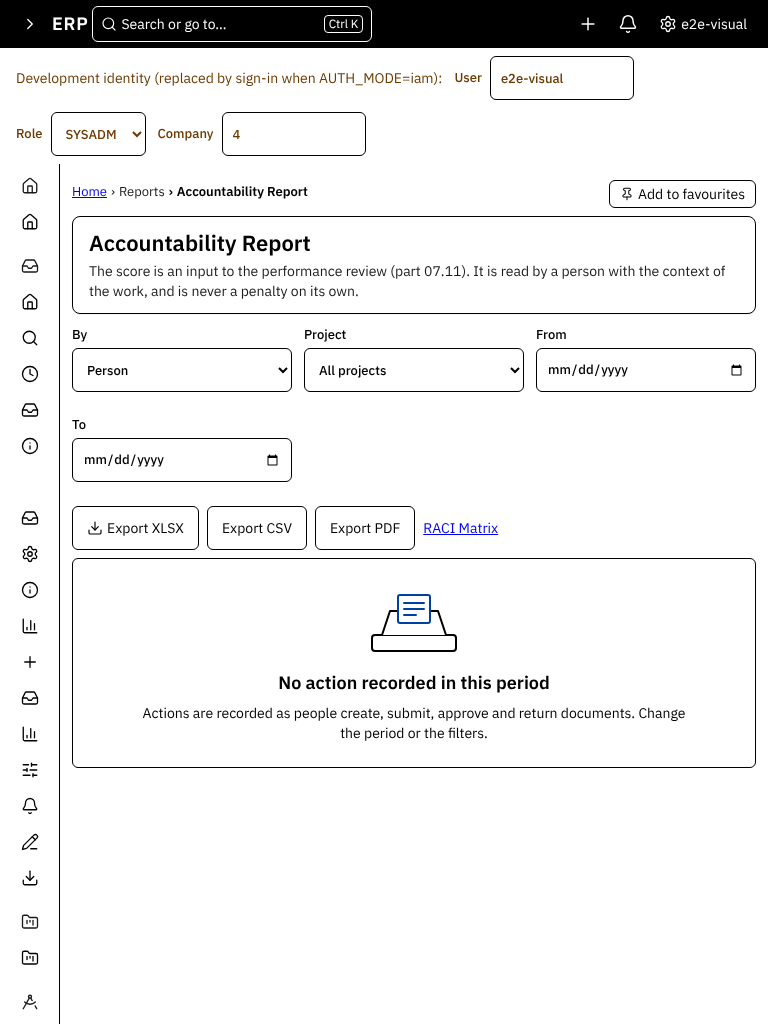 ERP
Search or go to...
Ctrl K
e2e-visual
Development identity (replaced by sign-in when AUTH_MODE=iam):
User
e2e-visual
Role
SYSADM
Company
4
Home › Reports › Accountability Report
Add to favourites
Accountability Report
The score is an input to the performance review (part 07.11). It is read by a person with the context of
the work, and is never a penalty on its own.
By
Project
From
Person
All projects
mm/dd/yyyy
To
mm/dd/yyyy
Export XLSX
Export CSV
Export PDF
RACI Matrix
No action recorded in this period
Actions are recorded as people create, submit, approve and return documents. Change
the period or the filters.